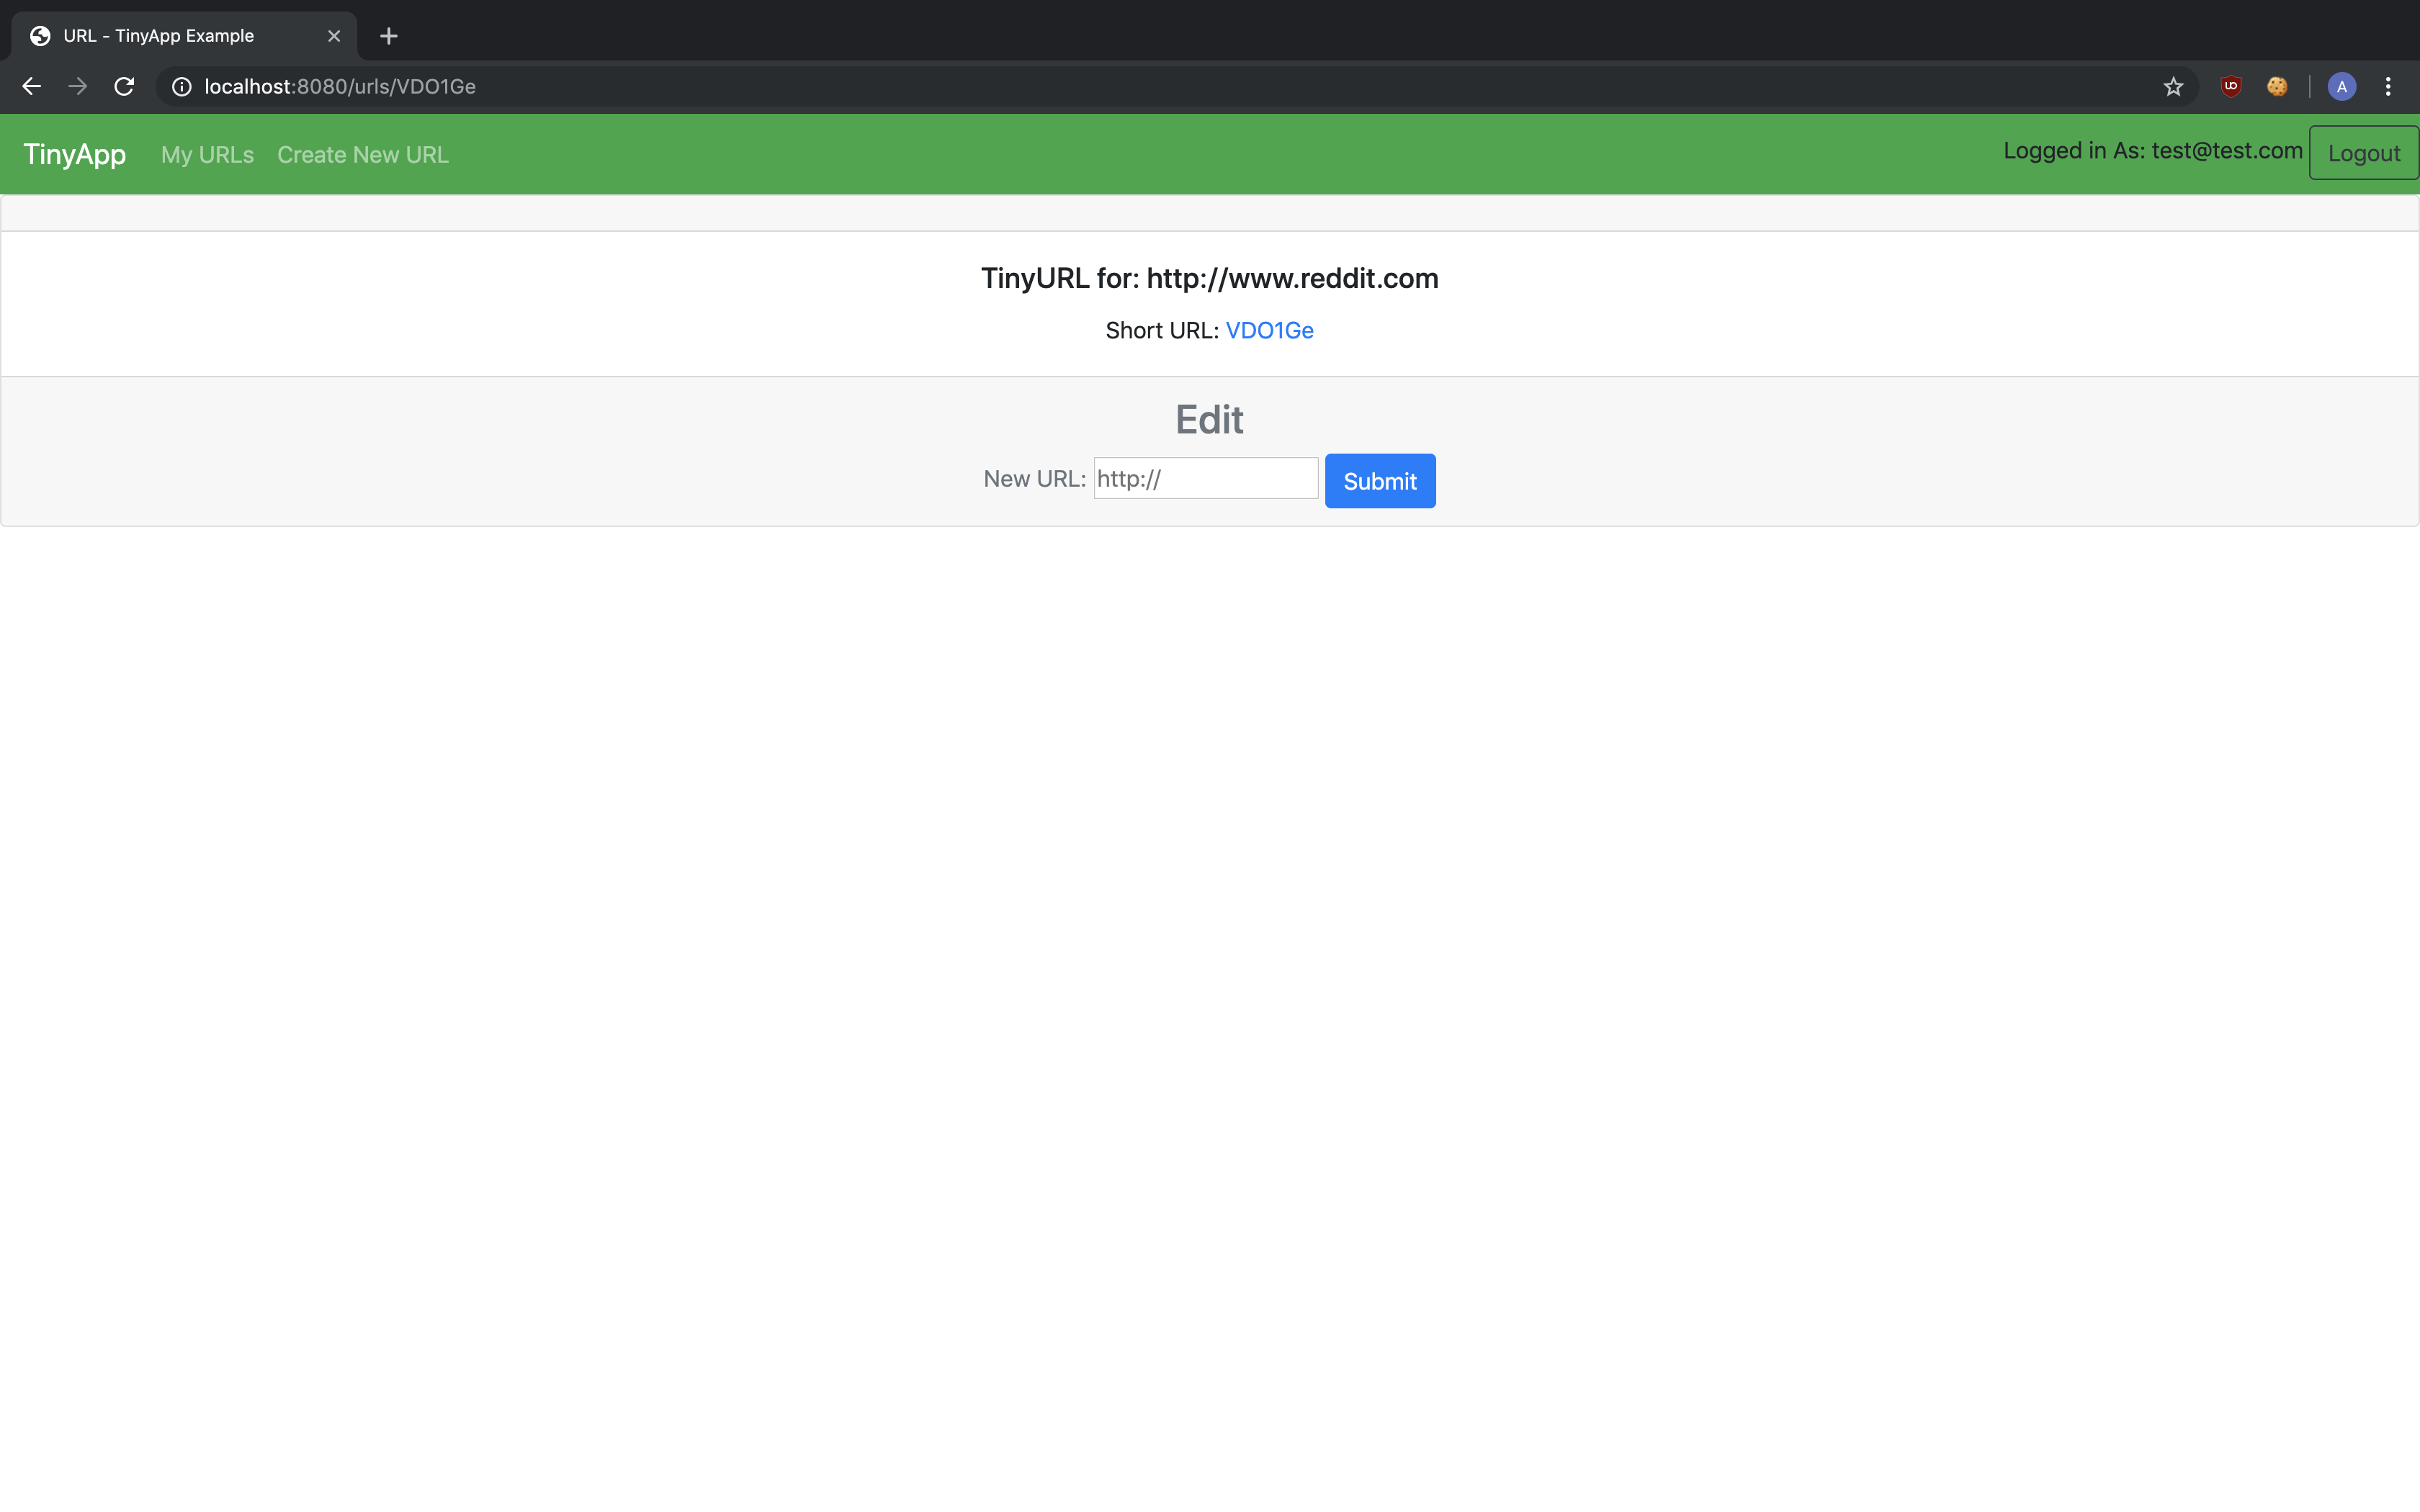 URL - TinyApp Example
localhost:8080/urls/VDO1Ge
A
TinyApp My URLs Create New URL Logged in As: test@test.com Logout
TinyURL for: http://www.reddit.com
Short URL: VDO1Ge
Edit
New URL: http:// Submit